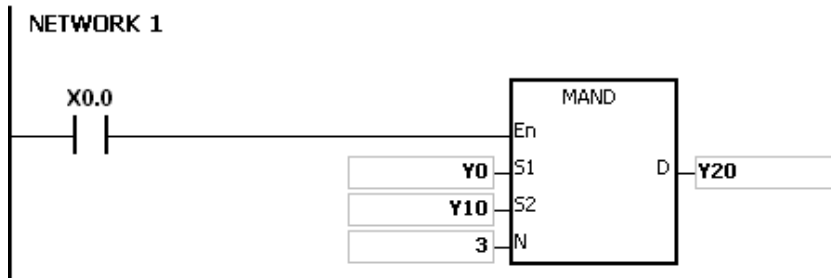 NETWORK 1
X0.0
MAND
En
Y0 S1 D Y20
Y10 S2
3 N